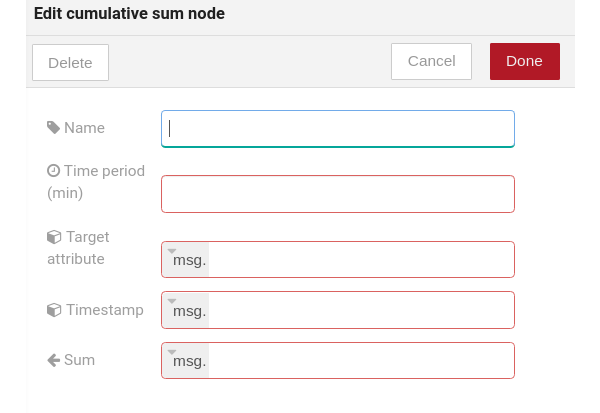 Edit cumulative sum node
Delete
Cancel
Done
Name
Time period
(min)
Target
attribute
msg.
Timestamp
msg.
Sum
msg.